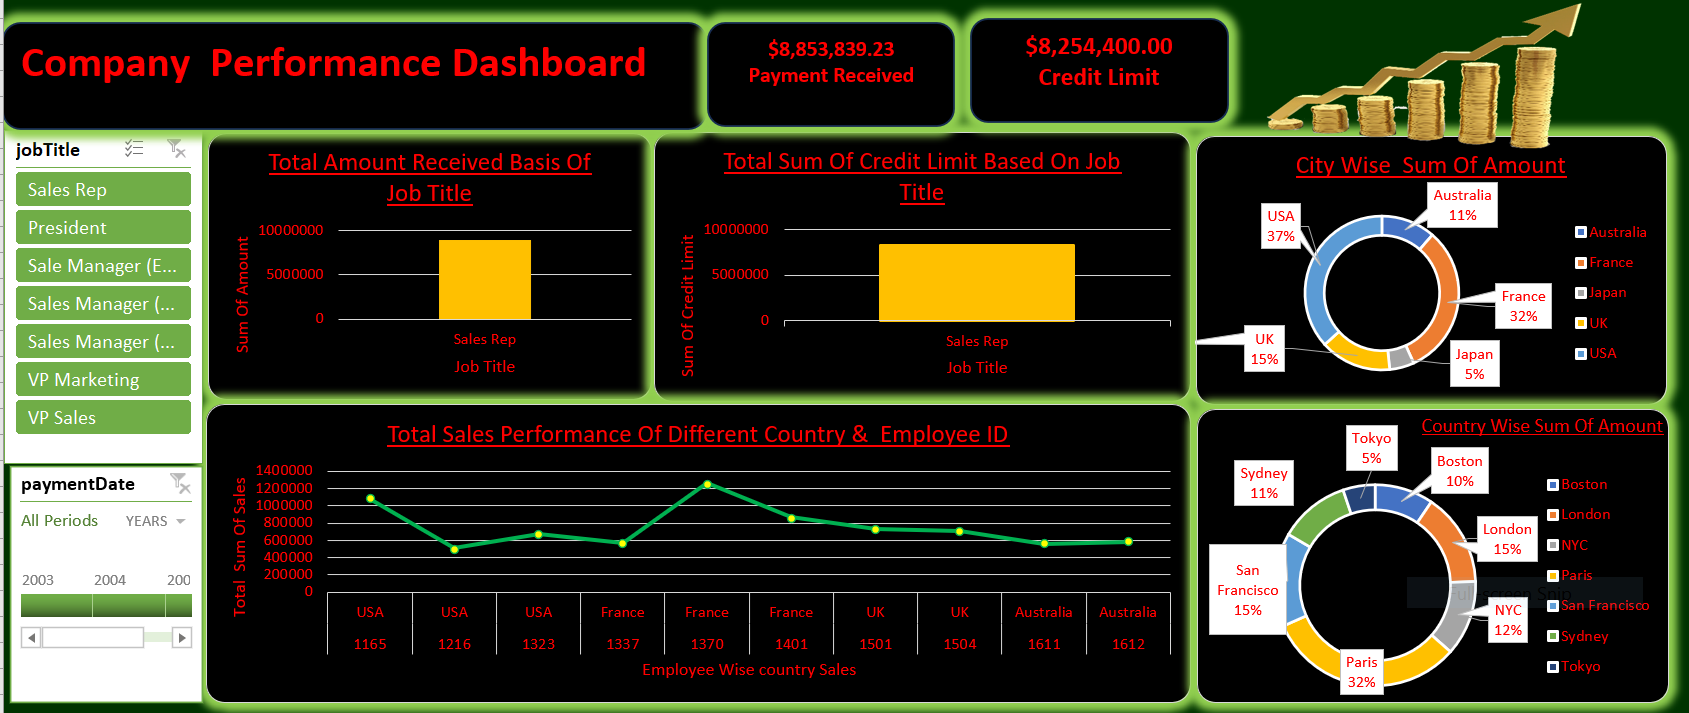 Company Performance Dashboard
$8,853,839.23
Payment Received
$8,254,400.00
Credit Limit
jobTitle
Sales Rep
President
Sale Manager (E...
Sales Manager (...
Sales Manager (...
VP Marketing
VP Sales
paymentDate
All Periods
YEARS
2003 2004 200
Total Amount Received Basis Of
Job Title
Sum Of Amount
10000000
5000000
0
Sales Rep
Job Title
Total Sum Of Credit Limit Based On Job
Title
Sum Of Credit Limit
10000000
5000000
0
Sales Rep
Job Title
City Wise Sum Of Amount
Australia
11%
USA
37%
France
32%
UK
15%
Japan
5%
Australia
France
Japan
UK
USA
Total Sales Performance Of Different Country & Employee ID
Total Sum Of Sales
1400000
1200000
1000000
800000
600000
400000
200000
0
USA USA USA France France France UK UK Australia Australia
1165 1216 1323 1337 1370 1401 1501 1504 1611 1612
Employee Wise country Sales
Country Wise Sum Of Amount
Tokyo
5%
Boston
10%
Sydney
11%
London
15%
San
Francisco
15%
NYC
12%
Paris
32%
Boston
London
NYC
Paris
San Francisco
Sydney
Tokyo
Full-screen Snip